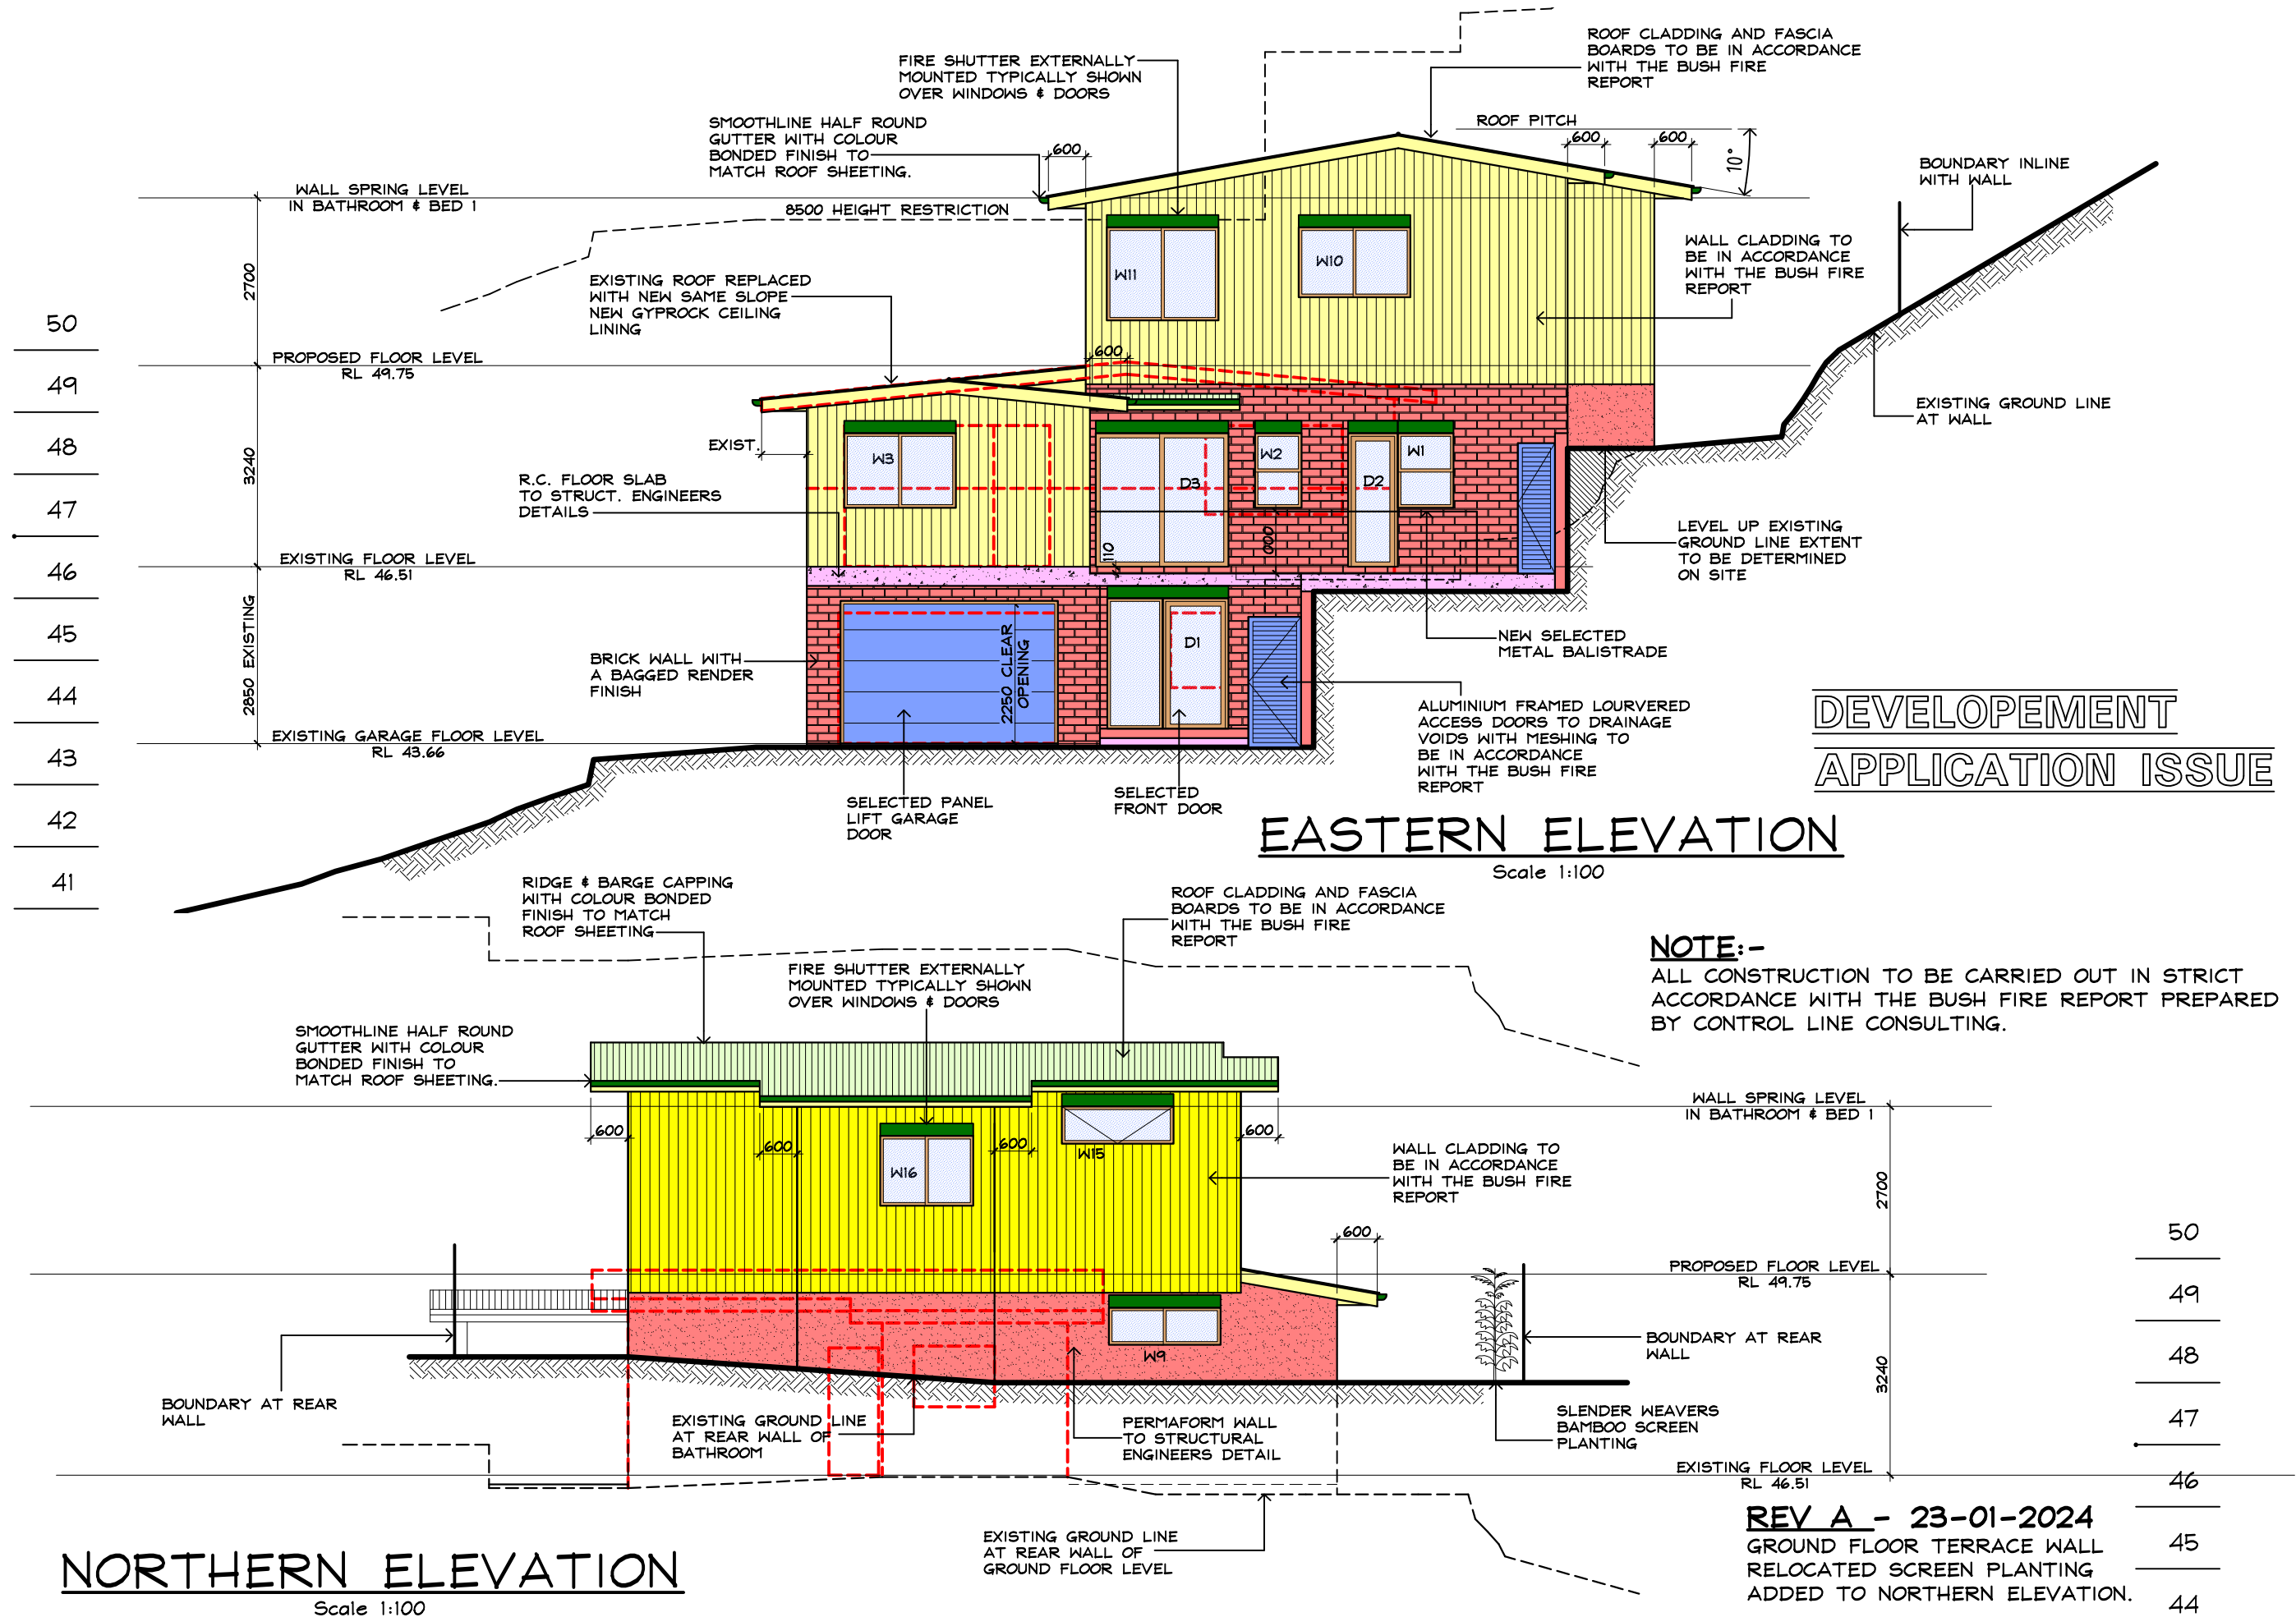 FIRE SHUTTER EXTERNALLY
MOUNTED TYPICALLY SHOWN
OVER WINDOWS & DOORS
ROOF CLADDING AND FASCIA
BOARDS TO BE IN ACCORDANCE
WITH THE BUSH FIRE
REPORT
SMOOTHLINE HALF ROUND
GUTTER WITH COLOUR
BONDED FINISH TO
MATCH ROOF SHEETING.
600
ROOF PITCH
600
600
10°
BOUNDARY INLINE
WITH WALL
WALL SPRING LEVEL
IN BATHROOM & BED 1
8500 HEIGHT RESTRICTION
2700
W11
W10
WALL CLADDING TO
BE IN ACCORDANCE
WITH THE BUSH FIRE
REPORT
EXISTING ROOF REPLACED
WITH NEW SAME SLOPE
NEW GYPROCK CEILING
LINING
50
49
48
47
46
45
44
43
42
41
PROPOSED FLOOR LEVEL
RL 49.75
600
EXISTING GROUND LINE
AT WALL
3240
EXIST.
W3
D3
W2
D2
W1
R.C. FLOOR SLAB
TO STRUCT. ENGINEERS
DETAILS
LEVEL UP EXISTING
GROUND LINE EXTENT
TO BE DETERMINED
ON SITE
110
000
EXISTING FLOOR LEVEL
RL 46.51
2850 EXISTING
BRICK WALL WITH
A BAGGED RENDER
FINISH
2250 CLEAR
OPENING
D1
NEW SELECTED
METAL BALISTRADE
ALUMINIUM FRAMED LOURVERED
ACCESS DOORS TO DRAINAGE
VOIDS WITH MESHING TO
BE IN ACCORDANCE
WITH THE BUSH FIRE
REPORT
EXISTING GARAGE FLOOR LEVEL
RL 43.66
SELECTED PANEL
LIFT GARAGE
DOOR
SELECTED
FRONT DOOR
DEVELOPEMENT
APPLICATION ISSUE
EASTERN ELEVATION
Scale 1:100
RIDGE & BARGE CAPPING
WITH COLOUR BONDED
FINISH TO MATCH
ROOF SHEETING
ROOF CLADDING AND FASCIA
BOARDS TO BE IN ACCORDANCE
WITH THE BUSH FIRE
REPORT
NOTE:-
ALL CONSTRUCTION TO BE CARRIED OUT IN STRICT
ACCORDANCE WITH THE BUSH FIRE REPORT PREPARED
BY CONTROL LINE CONSULTING.
FIRE SHUTTER EXTERNALLY
MOUNTED TYPICALLY SHOWN
OVER WINDOWS & DOORS
SMOOTHLINE HALF ROUND
GUTTER WITH COLOUR
BONDED FINISH TO
MATCH ROOF SHEETING.
WALL SPRING LEVEL
IN BATHROOM & BED 1
600
600
600
600
W15
W16
WALL CLADDING TO
BE IN ACCORDANCE
WITH THE BUSH FIRE
REPORT
2700
600
PROPOSED FLOOR LEVEL
RL 49.75
50
49
48
47
46
45
44
BOUNDARY AT REAR
WALL
W9
3240
BOUNDARY AT REAR
WALL
EXISTING GROUND LINE
AT REAR WALL OF
BATHROOM
PERMAFORM WALL
TO STRUCTURAL
ENGINEERS DETAIL
SLENDER WEAVERS
BAMBOO SCREEN
PLANTING
EXISTING FLOOR LEVEL
RL 46.51
EXISTING GROUND LINE
AT REAR WALL OF
GROUND FLOOR LEVEL
REV A - 23-01-2024
GROUND FLOOR TERRACE WALL
RELOCATED SCREEN PLANTING
ADDED TO NORTHERN ELEVATION.
NORTHERN ELEVATION
Scale 1:100